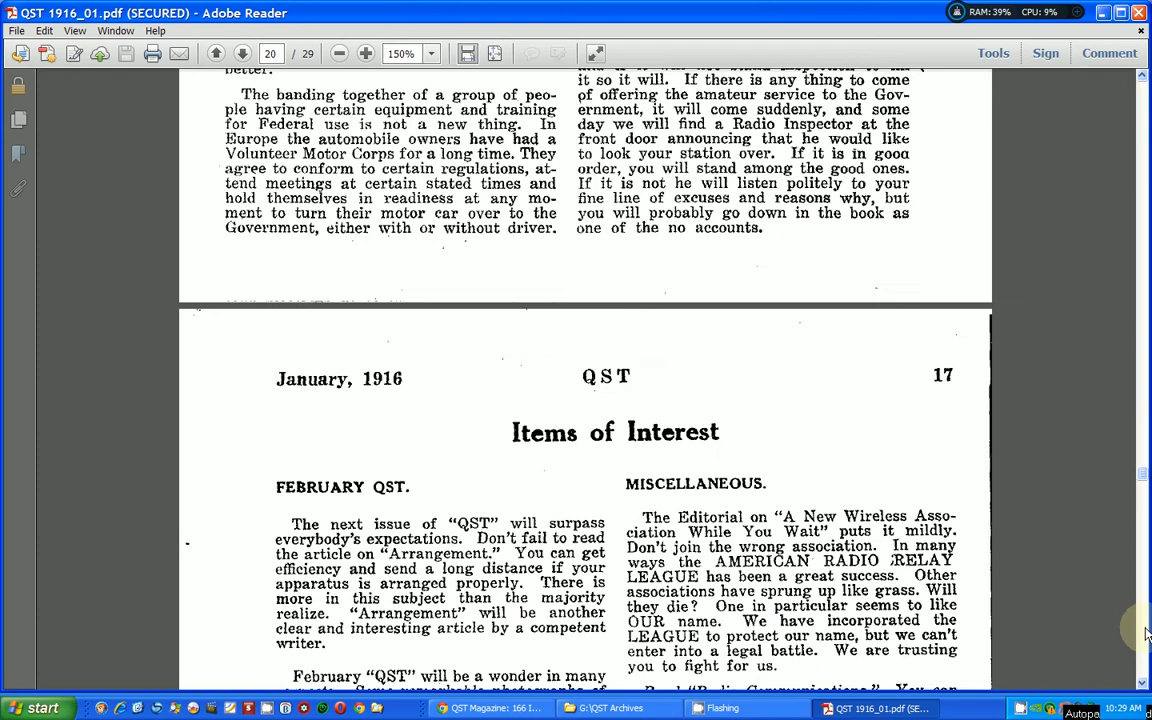 QST 1916_01.pdf (SECURED) - Adobe Reader
RAM: 39% CPU: 9%
File Edit View Window Help
20 / 29 150% Tools Sign Comment
better.
The banding together of a group of peo-
ple having certain equipment and training
for Federal use is not a new thing. In
Europe the automobile owners have had a
Volunteer Motor Corps for a long time. They
agree to conform to certain regulations, at-
tend meetings at certain stated times and
hold themselves in readiness at any mo-
ment to turn their motor car over to the
Government, either with or without driver.
it so it will. If there is any thing to come
of offering the amateur service to the Gov-
ernment, it will come suddenly, and some
day we will find a Radio Inspector at the
front door announcing that he would like
to look your station over. If it is in good
order, you will stand among the good ones.
If it is not he will listen politely to your
fine line of excuses and reasons why, but
you will probably go down in the book as
one of the no accounts.
January, 1916 QST 17
Items of Interest
FEBRUARY QST.
The next issue of "QST" will surpass
everybody's expectations. Don't fail to read
the article on "Arrangement." You can get
efficiency and send a long distance if your
apparatus is arranged properly. There is
more in this subject than the majority
realize. "Arrangement" will be another
clear and interesting article by a competent
writer.
February "QST" will be a wonder in many
MISCELLANEOUS.
The Editorial on "A New Wireless Asso-
ciation While You Wait" puts it mildly.
Don't join the wrong association. In many
ways the AMERICAN RADIO RELAY
LEAGUE has been a great success. Other
associations have sprung up like grass. Will
they die? One in particular seems to like
OUR name. We have incorporated the
LEAGUE to protect our name, but we can't
enter into a legal battle. We are trusting
you to fight for us.
Read "Radio Communications." You can
start QST Magazine: 166 I... G:\QST Archives Flashing QST 1916_01.pdf (SE... 10:29 AM
Autopa